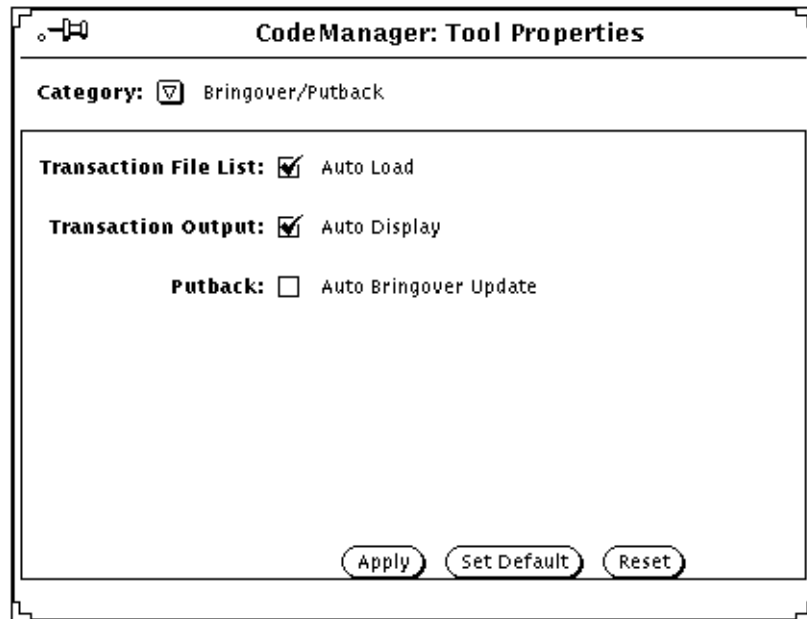 CodeManager: Tool Properties
Category: Bringover/Putback
Transaction File List: Auto Load
Transaction Output: Auto Display
Putback: Auto Bringover Update
Apply Set Default Reset